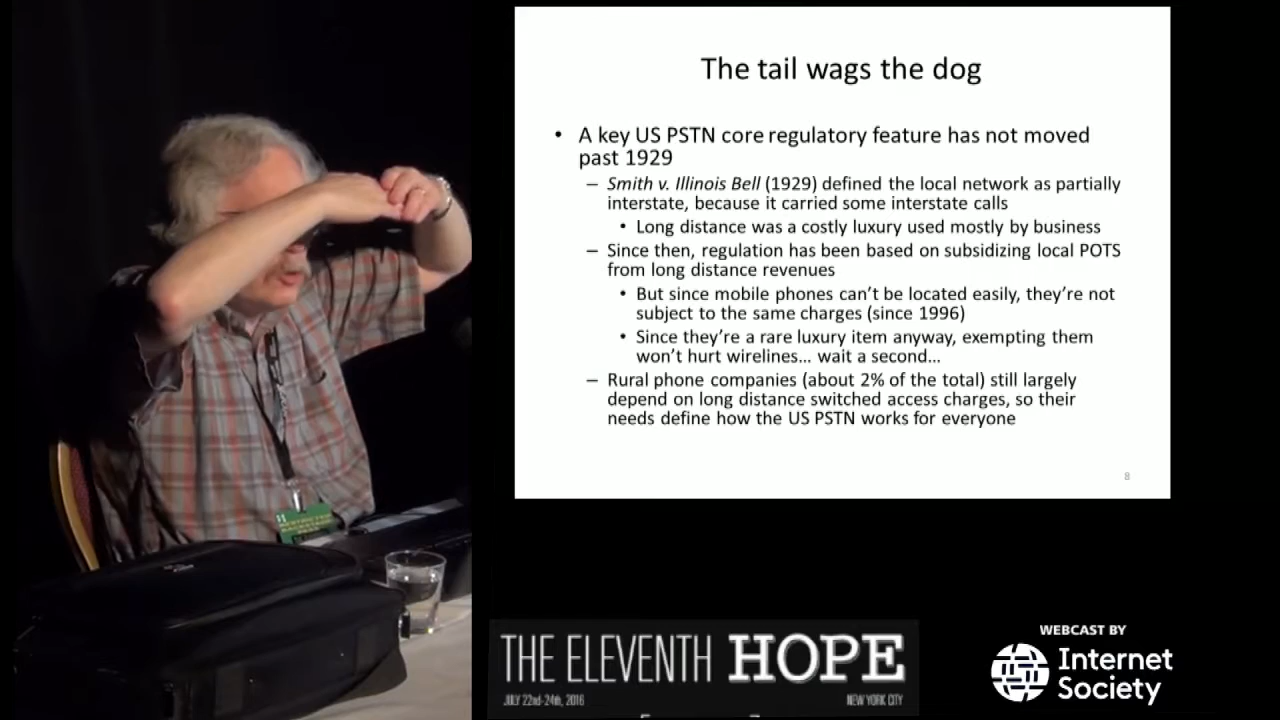 The tail wags the dog
• A key US PSTN core regulatory feature has not moved
past 1929
– Smith v. Illinois Bell (1929) defined the local network as partially
interstate, because it carried some interstate calls
• Long distance was a costly luxury used mostly by business
– Since then, regulation has been based on subsidizing local POTS
from long distance revenues
• But since mobile phones can’t be located easily, they’re not
subject to the same charges (since 1996)
• Since they’re a rare luxury item anyway, exempting them
won’t hurt wirelines... wait a second...
– Rural phone companies (about 2% of the total) still largely
depend on long distance switched access charges, so their
needs define how the US PSTN works for everyone
8
THE ELEVENTH HOPE
JULY 22nd-24th, 2016 NEW YORK CITY
WEBCAST BY
Internet
Society